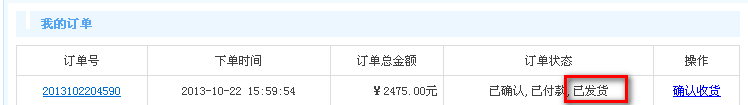 我的订单
订单号 下单时间 订单总金额 订单状态 操作
2013102204590 2013-10-22 15:59:54 ￥2475.00元 已确认,已付款,已发货 确认收货